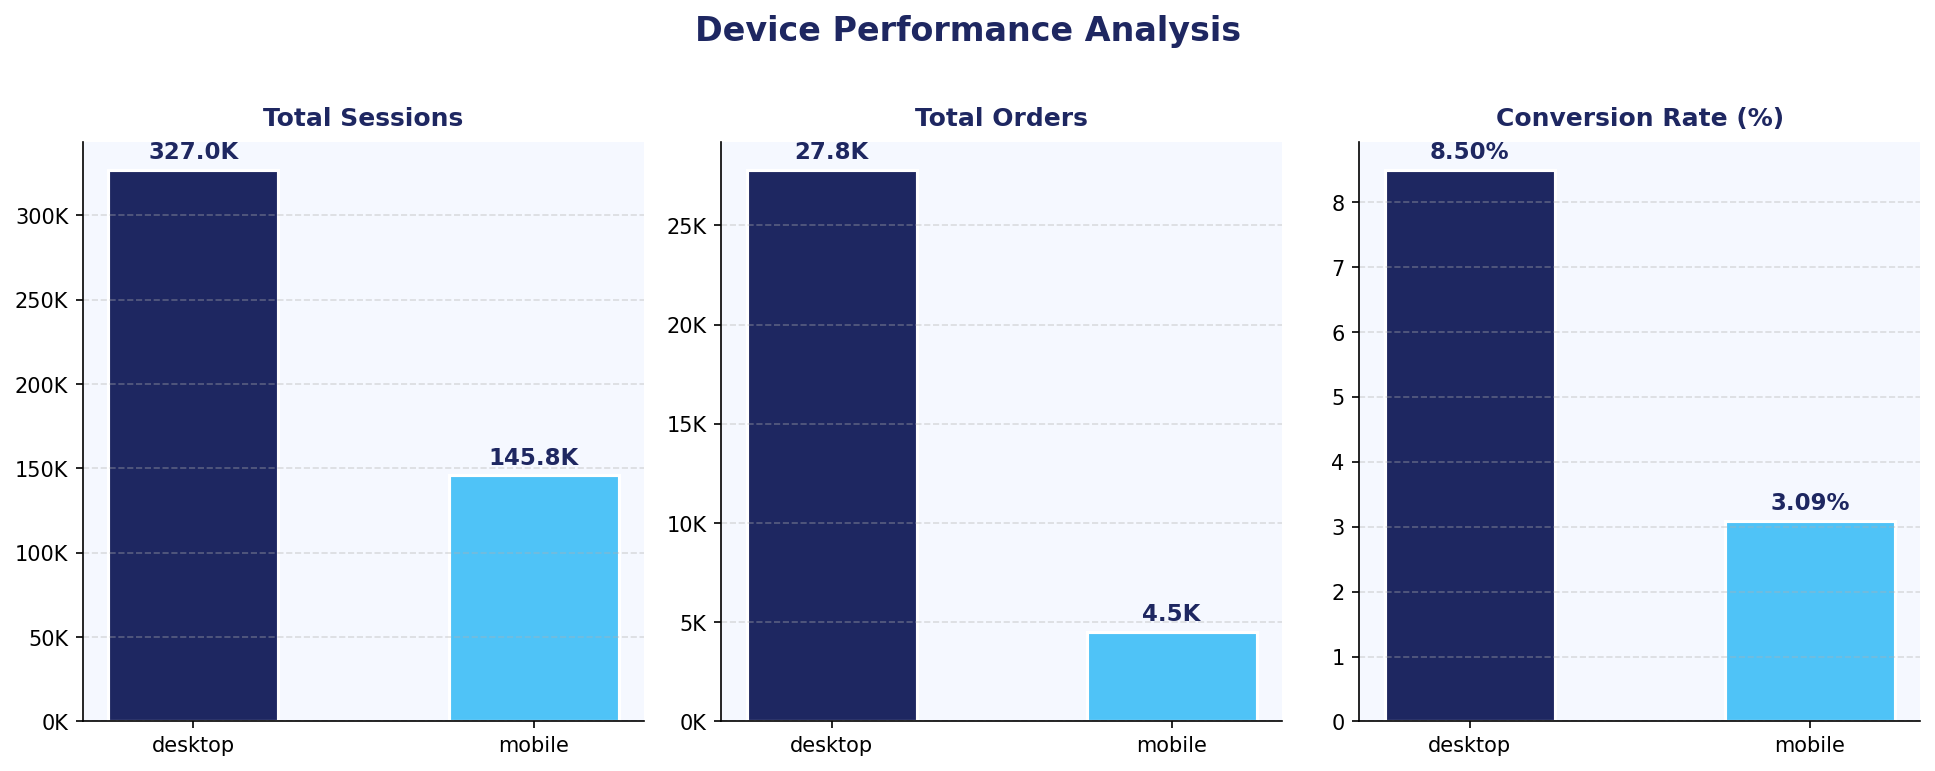 Device Performance Analysis
Total Sessions
327.0K
145.8K
300K
250K
200K
150K
100K
50K
0K
desktop
mobile
Total Orders
27.8K
4.5K
25K
20K
15K
10K
5K
0K
desktop
mobile
Conversion Rate (%)
8.50%
3.09%
8
7
6
5
4
3
2
1
0
desktop
mobile